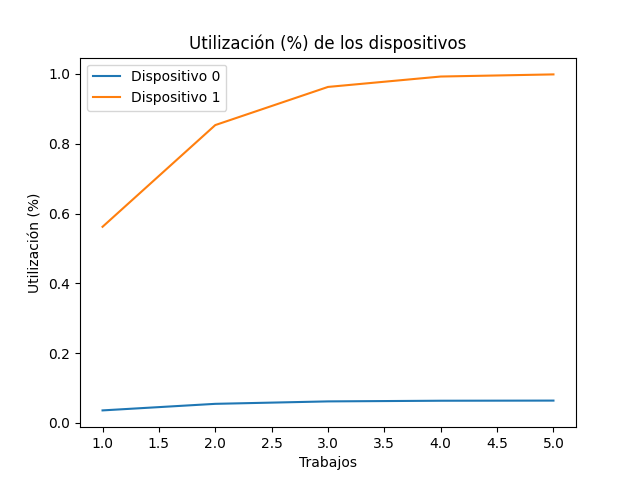 Utilización (%) de los dispositivos
Dispositivo 0
Dispositivo 1
Utilización (%)
1.0
0.8
0.6
0.4
0.2
0.0
1.0 1.5 2.0 2.5 3.0 3.5 4.0 4.5 5.0
Trabajos